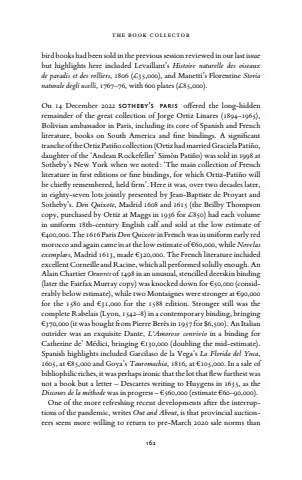 THE BOOK COLLECTOR
bird books had been sold in the previous session reviewed in our last issue
but highlights here included Levaillant's Histoire naturelle des oiseaux
de paradis et des rolliers, 1806 (£35,000), and Manetti's Florentine Storia
naturale degli uccelli, 1767–76, with 600 plates (£85,000).
On 14 December 2022 SOTHEBY'S PARIS offered the long-hidden
remainder of the great collection of Jorge Ortiz Linares (1894–1965),
Bolivian ambassador in Paris, including its core of Spanish and French
literature, books on South America and fine bindings. A significant
tranche of the Ortiz Patiño collection (Ortiz had married Graciela Patiño,
daughter of the 'Andean Rockefeller' Simòn Patiño) was sold in 1998 at
Sotheby's New York when we noted: 'The main collection of French
literature in first editions or fine bindings, for which Ortiz-Patiño will
be chiefly remembered, held firm'. Here it was, over two decades later,
in eighty-seven lots jointly presented by Jean-Baptiste de Proyart and
Sotheby's. Don Quixote, Madrid 1608 and 1615 (the Beilby Thompson
copy, purchased by Ortiz at Maggs in 1936 for £850) had each volume
in uniform 18th-century English calf and sold at the low estimate of
€400,000. The 1616 Paris Don Quixote in French was in uniform early red
morocco and again came in at the low estimate of €60,000, while Novelas
exemplars, Madrid 1613, made €320,000. The French literature included
excellent Corneille and Racine, which all performed solidly enough. An
Alain Chartier Oeuvres of 1498 in an unusual, stencilled deerskin binding
(later the Fairfax Murray copy) was knocked down for €50,000 (consid-
erably below estimate), while two Montaignes were stronger at €90,000
for the 1580 and €31,000 for the 1588 edition. Stronger still was the
complete Rabelais (Lyon, 1542–8) in a contemporary binding, bringing
€370,000 (it was bought from Pierre Berès in 1957 for $6,500). An Italian
outrider was an exquisite Dante, L'Amoroso convivio in a binding for
Catherine de' Médici, bringing €130,000 (doubling the mid-estimate).
Spanish highlights included Garcilaso de la Vega's La Florida del Ynca,
1605, at €85,000 and Goya's Tauromachia, 1816, at €105,000. In a sale of
bibliophilic riches, it was perhaps ironic that the lot that flew furthest was
not a book but a letter – Descartes writing to Huygens in 1635, as the
Discours de la méthode was in progress – €560,000 (estimate €60–90,000).
One of the more refreshing recent developments after the interrup-
tions of the pandemic, writes Out and About, is that provincial auction-
eers seem more willing to return to pre-March 2020 sale norms than
162